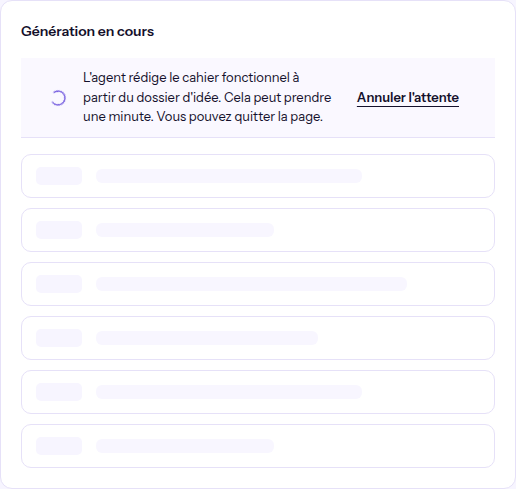 Génération en cours
L'agent rédige le cahier fonctionnel à
partir du dossier d'idée. Cela peut prendre
une minute. Vous pouvez quitter la page.
Annuler l'attente